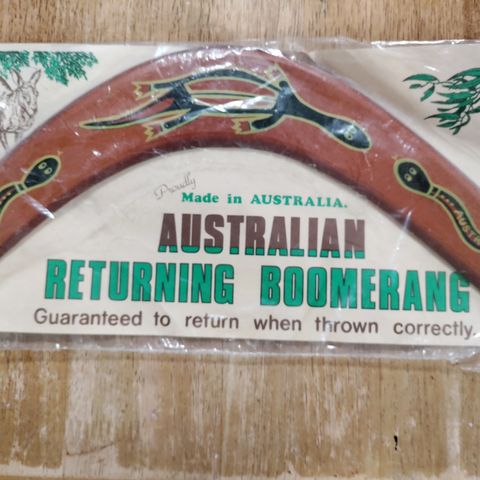 Proudly
Made in AUSTRALIA.
AUSTRALIAN
RETURNING BOOMERANG
Guaranteed to return when thrown correctly.